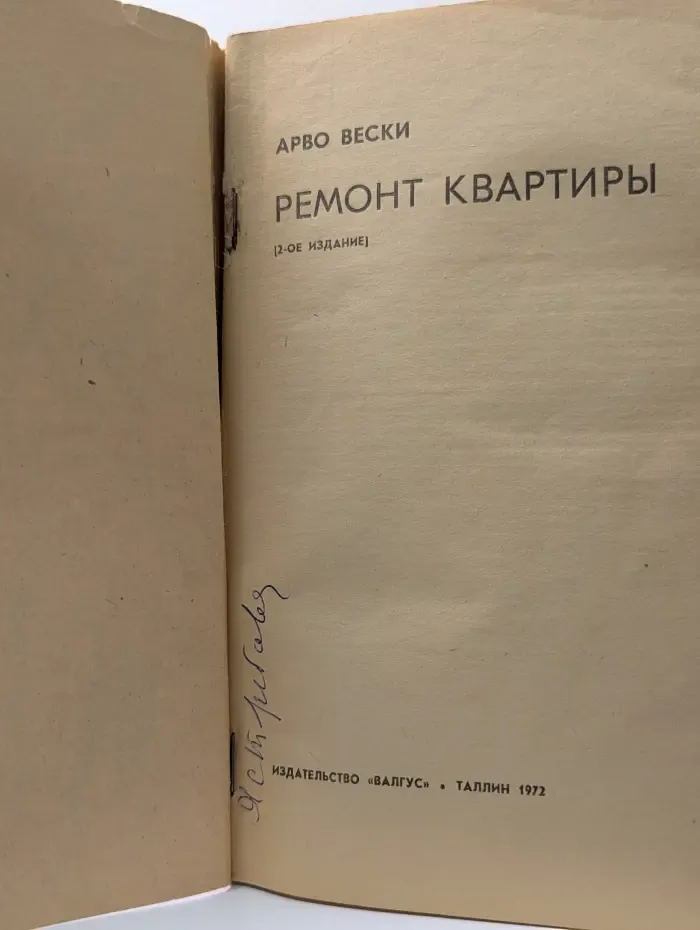 АРВО ВЕСКИ
РЕМОНТ КВАРТИРЫ
[2-ОЕ ИЗДАНИЕ]
ИЗДАТЕЛЬСТВО «ВАЛГУС» • ТАЛЛИН 1972